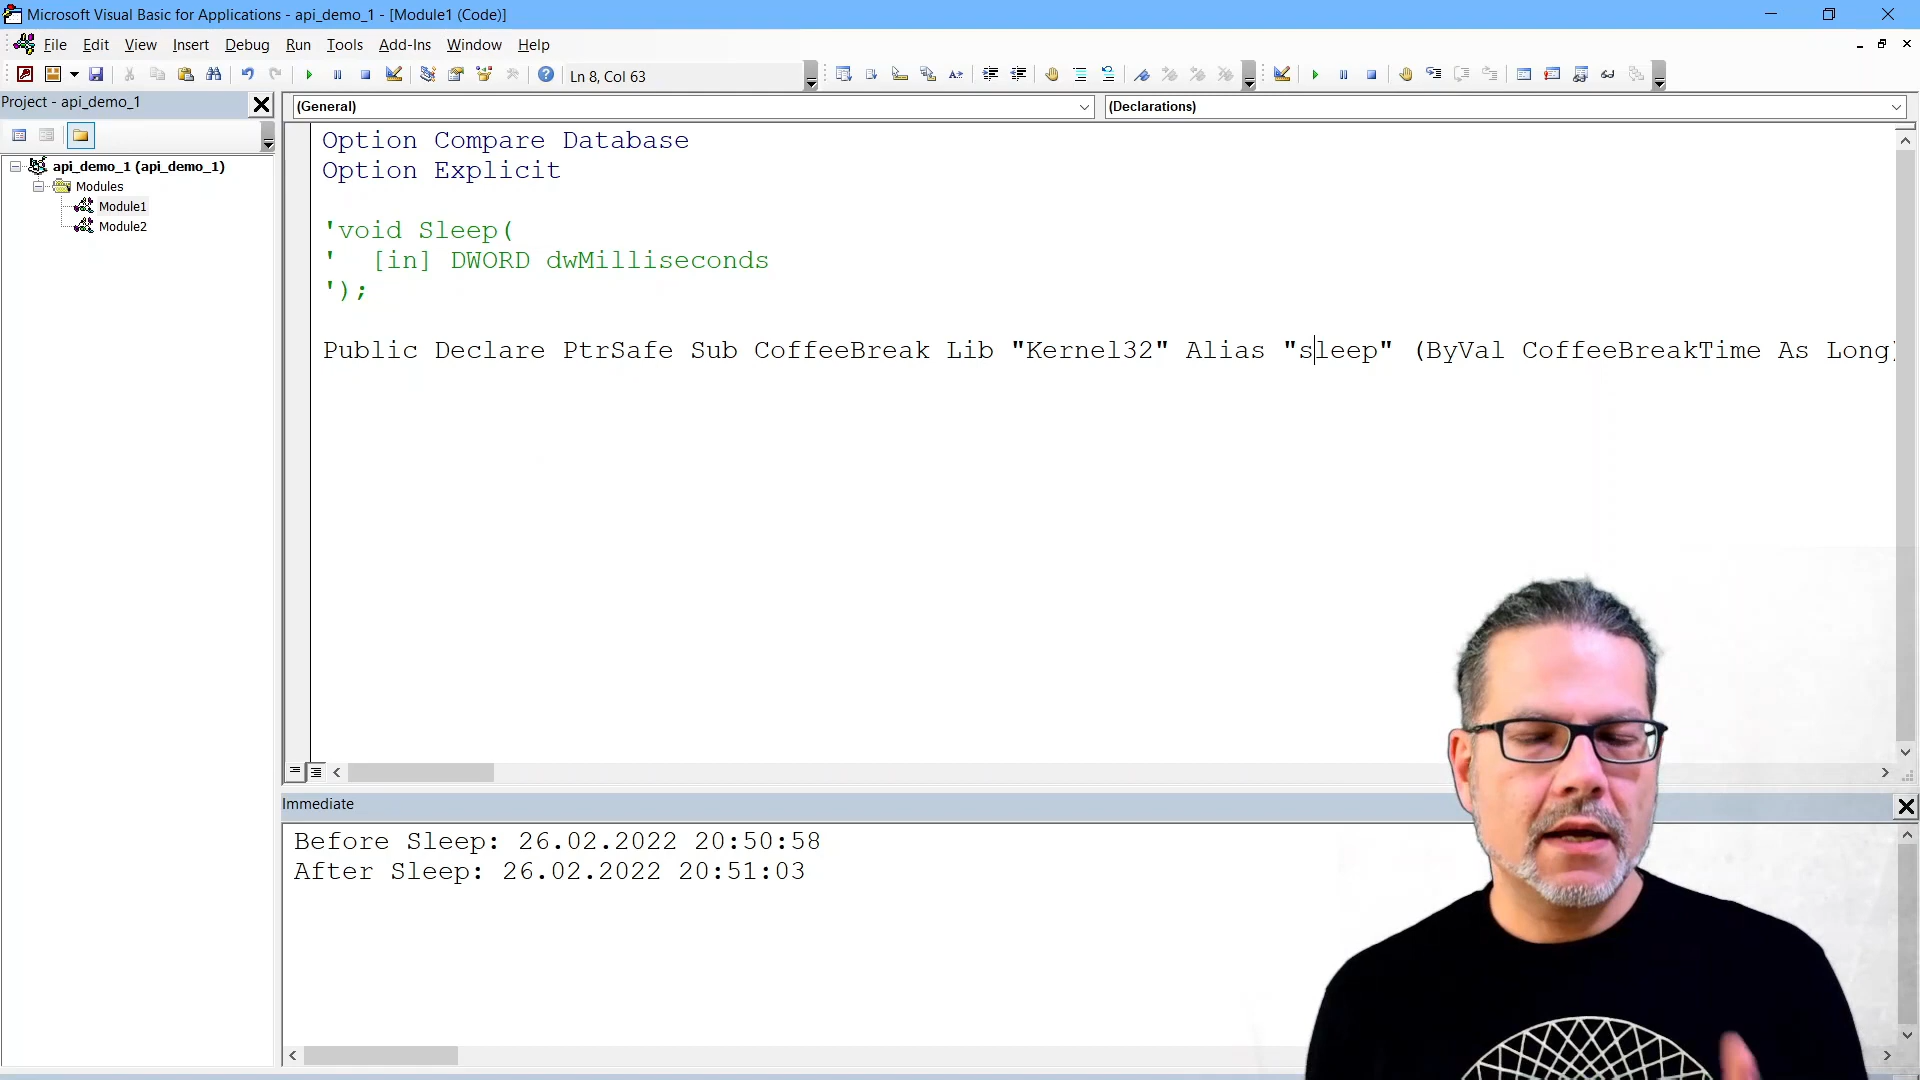 Microsoft Visual Basic for Applications - api_demo_1 - [Module1 (Code)]
File Edit View Insert Debug Run Tools Add-Ins Window Help
Ln 8, Col 63
Project - api_demo_1
(General)
(Declarations)
api_demo_1 (api_demo_1)
Modules
Module1
Module2
Option Compare Database
Option Explicit
'void Sleep(
'  [in] DWORD dwMilliseconds
');
Public Declare PtrSafe Sub CoffeeBreak Lib "Kernel32" Alias "sleep" (ByVal CoffeeBreakTime As Long)
Immediate
Before Sleep: 26.02.2022 20:50:58
After Sleep: 26.02.2022 20:51:03